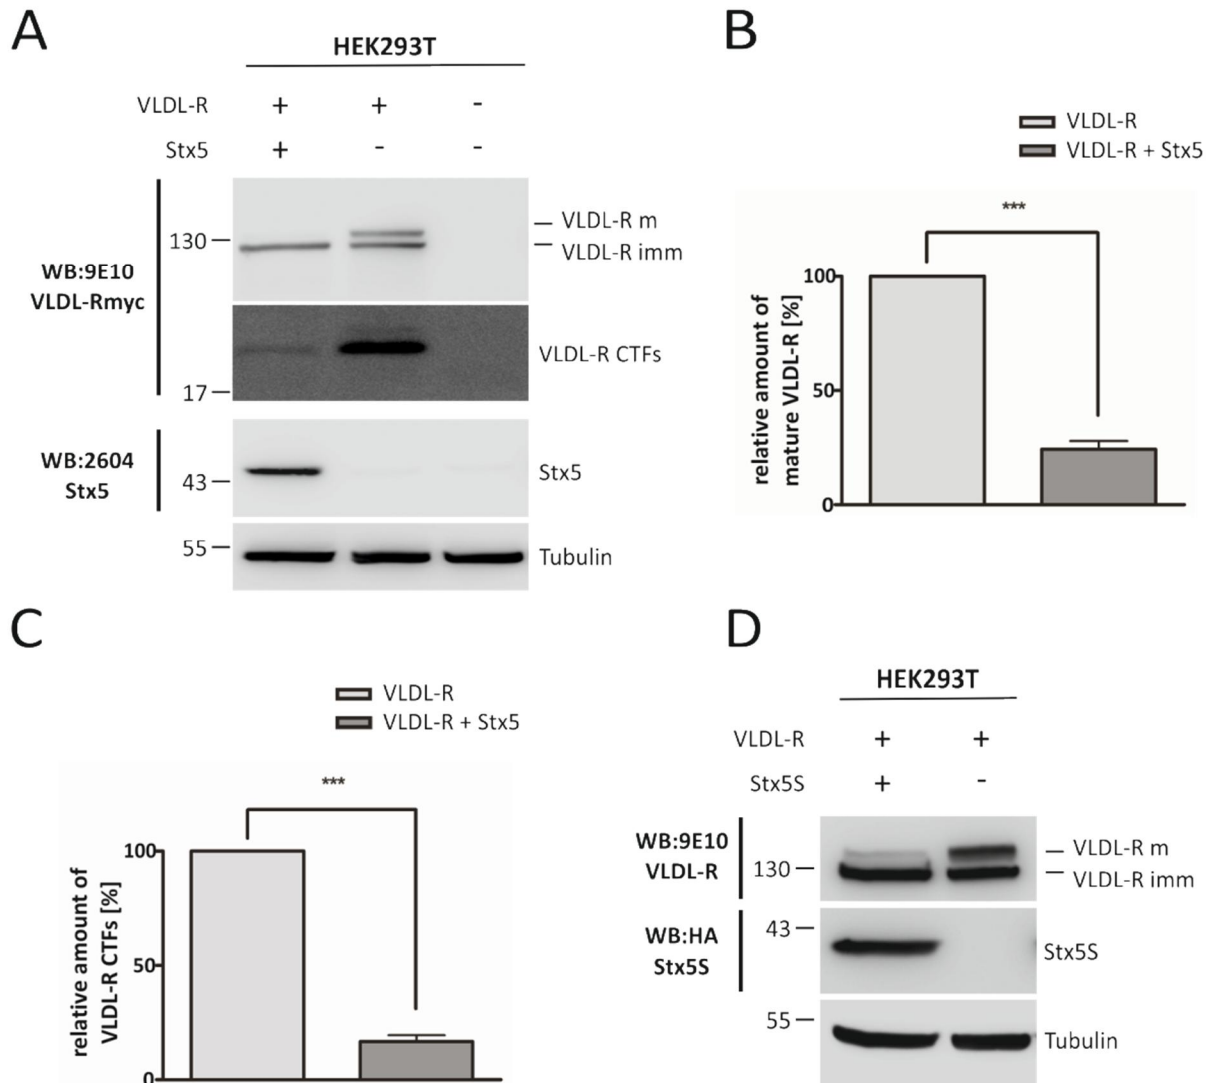 A
HEK293T
VLDL-R + + -
Stx5 + - -
WB:9E10
VLDL-Rmyc
130
VLDL-R m
VLDL-R imm
VLDL-R CTFs
17
WB:2604
Stx5
43
Stx5
55
Tubulin
B
VLDL-R
VLDL-R + Stx5
***
relative amount of
mature VLDL-R [%]
100
50
0
C
VLDL-R
VLDL-R + Stx5
***
relative amount of
VLDL-R CTFs [%]
100
50
0
D
HEK293T
VLDL-R + +
Stx5S + -
WB:9E10
VLDL-R
130
VLDL-R m
VLDL-R imm
WB:HA
Stx5S
43
Stx5S
55
Tubulin